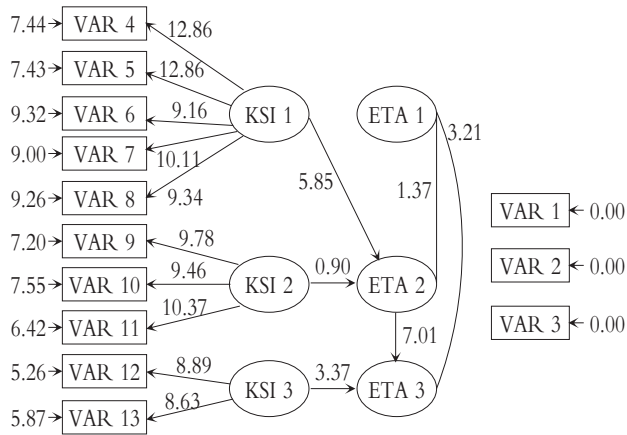 7.44 VAR 4 12.86
7.43 VAR 5 12.86
9.32 VAR 6 9.16 KSI 1 ETA 1 3.21
9.00 VAR 7 10.11
9.26 VAR 8 9.34 5.85 1.37 VAR 1 0.00
7.20 VAR 9 9.78
7.55 VAR 10 9.46 KSI 2 0.90 ETA 2 VAR 2 0.00
6.42 VAR 11 10.37 7.01 VAR 3 0.00
5.26 VAR 12 8.89 KSI 3 3.37 ETA 3
5.87 VAR 13 8.63